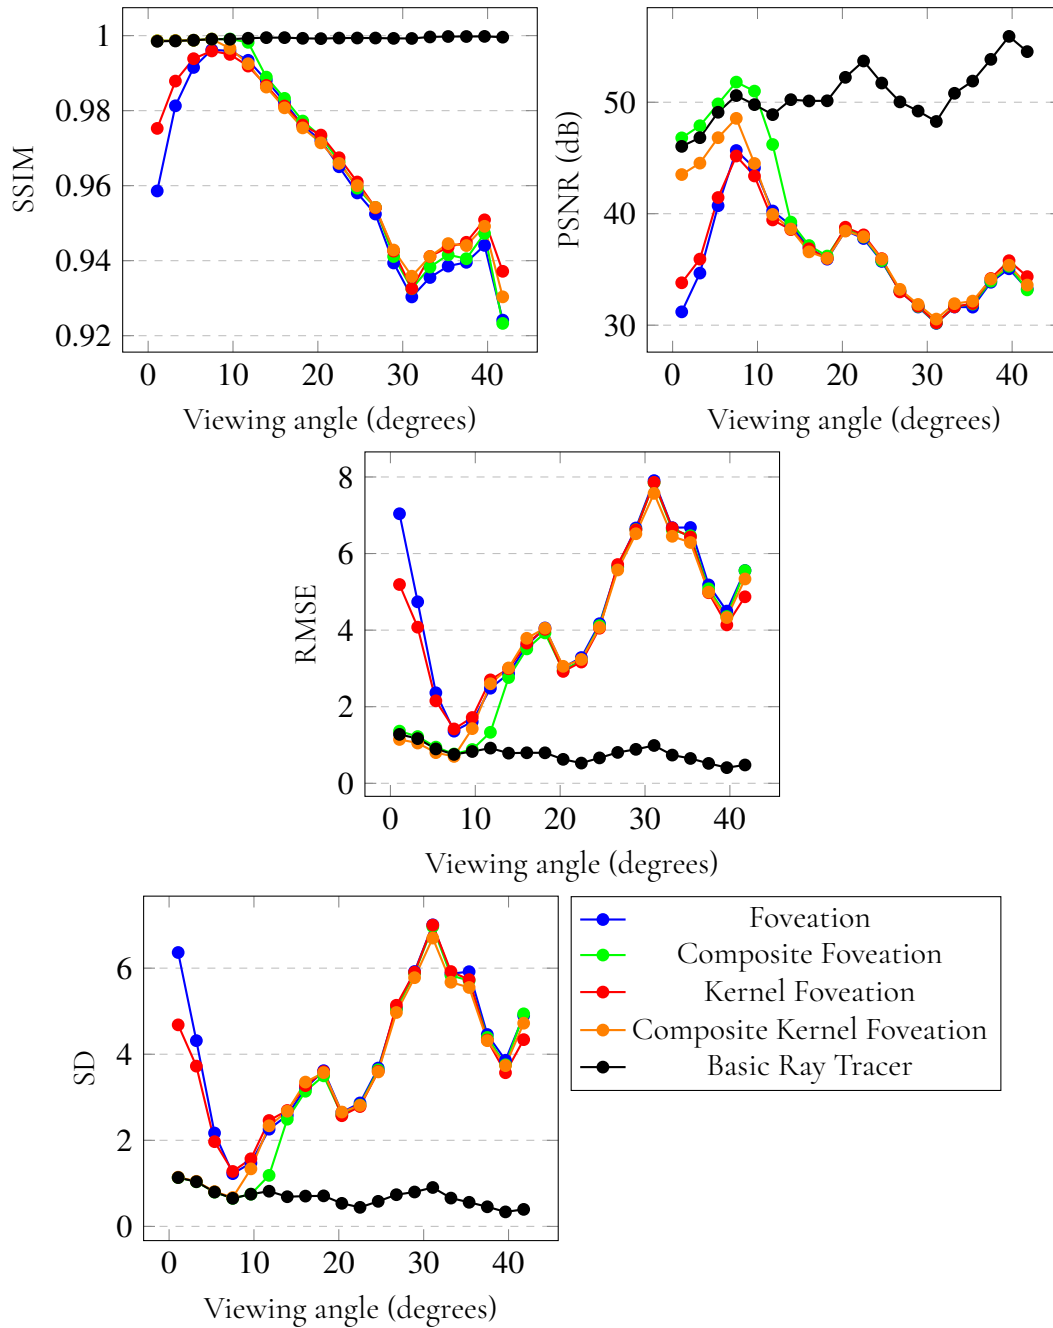 1
0.98
0.96
0.94
0.92
SSIM
0 10 20 30 40
Viewing angle (degrees)
50
40
30
PSNR (dB)
0 10 20 30 40
Viewing angle (degrees)
8
6
4
2
0
RMSE
0 10 20 30 40
Viewing angle (degrees)
6
4
2
0
SD
0 10 20 30 40
Viewing angle (degrees)
Foveation
Composite Foveation
Kernel Foveation
Composite Kernel Foveation
Basic Ray Tracer